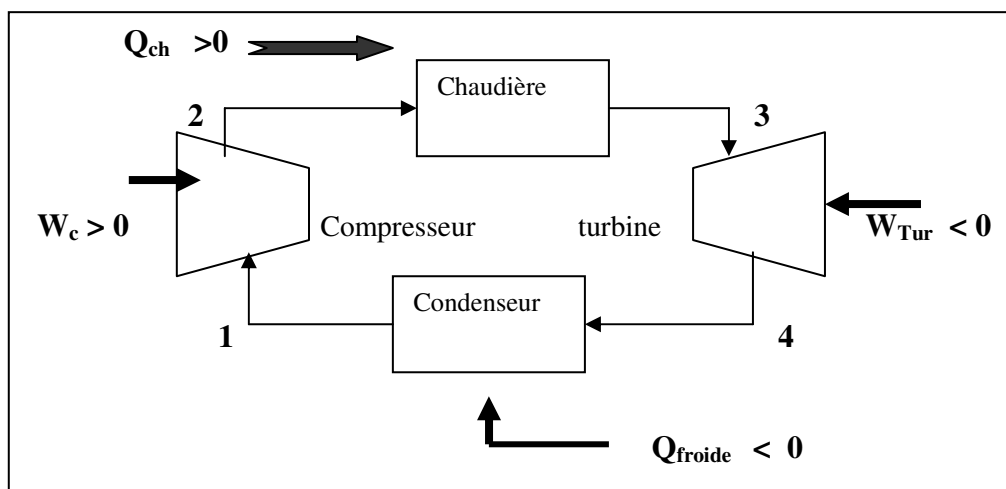 Qch >0
Chaudière
2
3
Wc > 0
Compresseur
turbine
WTur < 0
Condenseur
1
4
Qfroide < 0